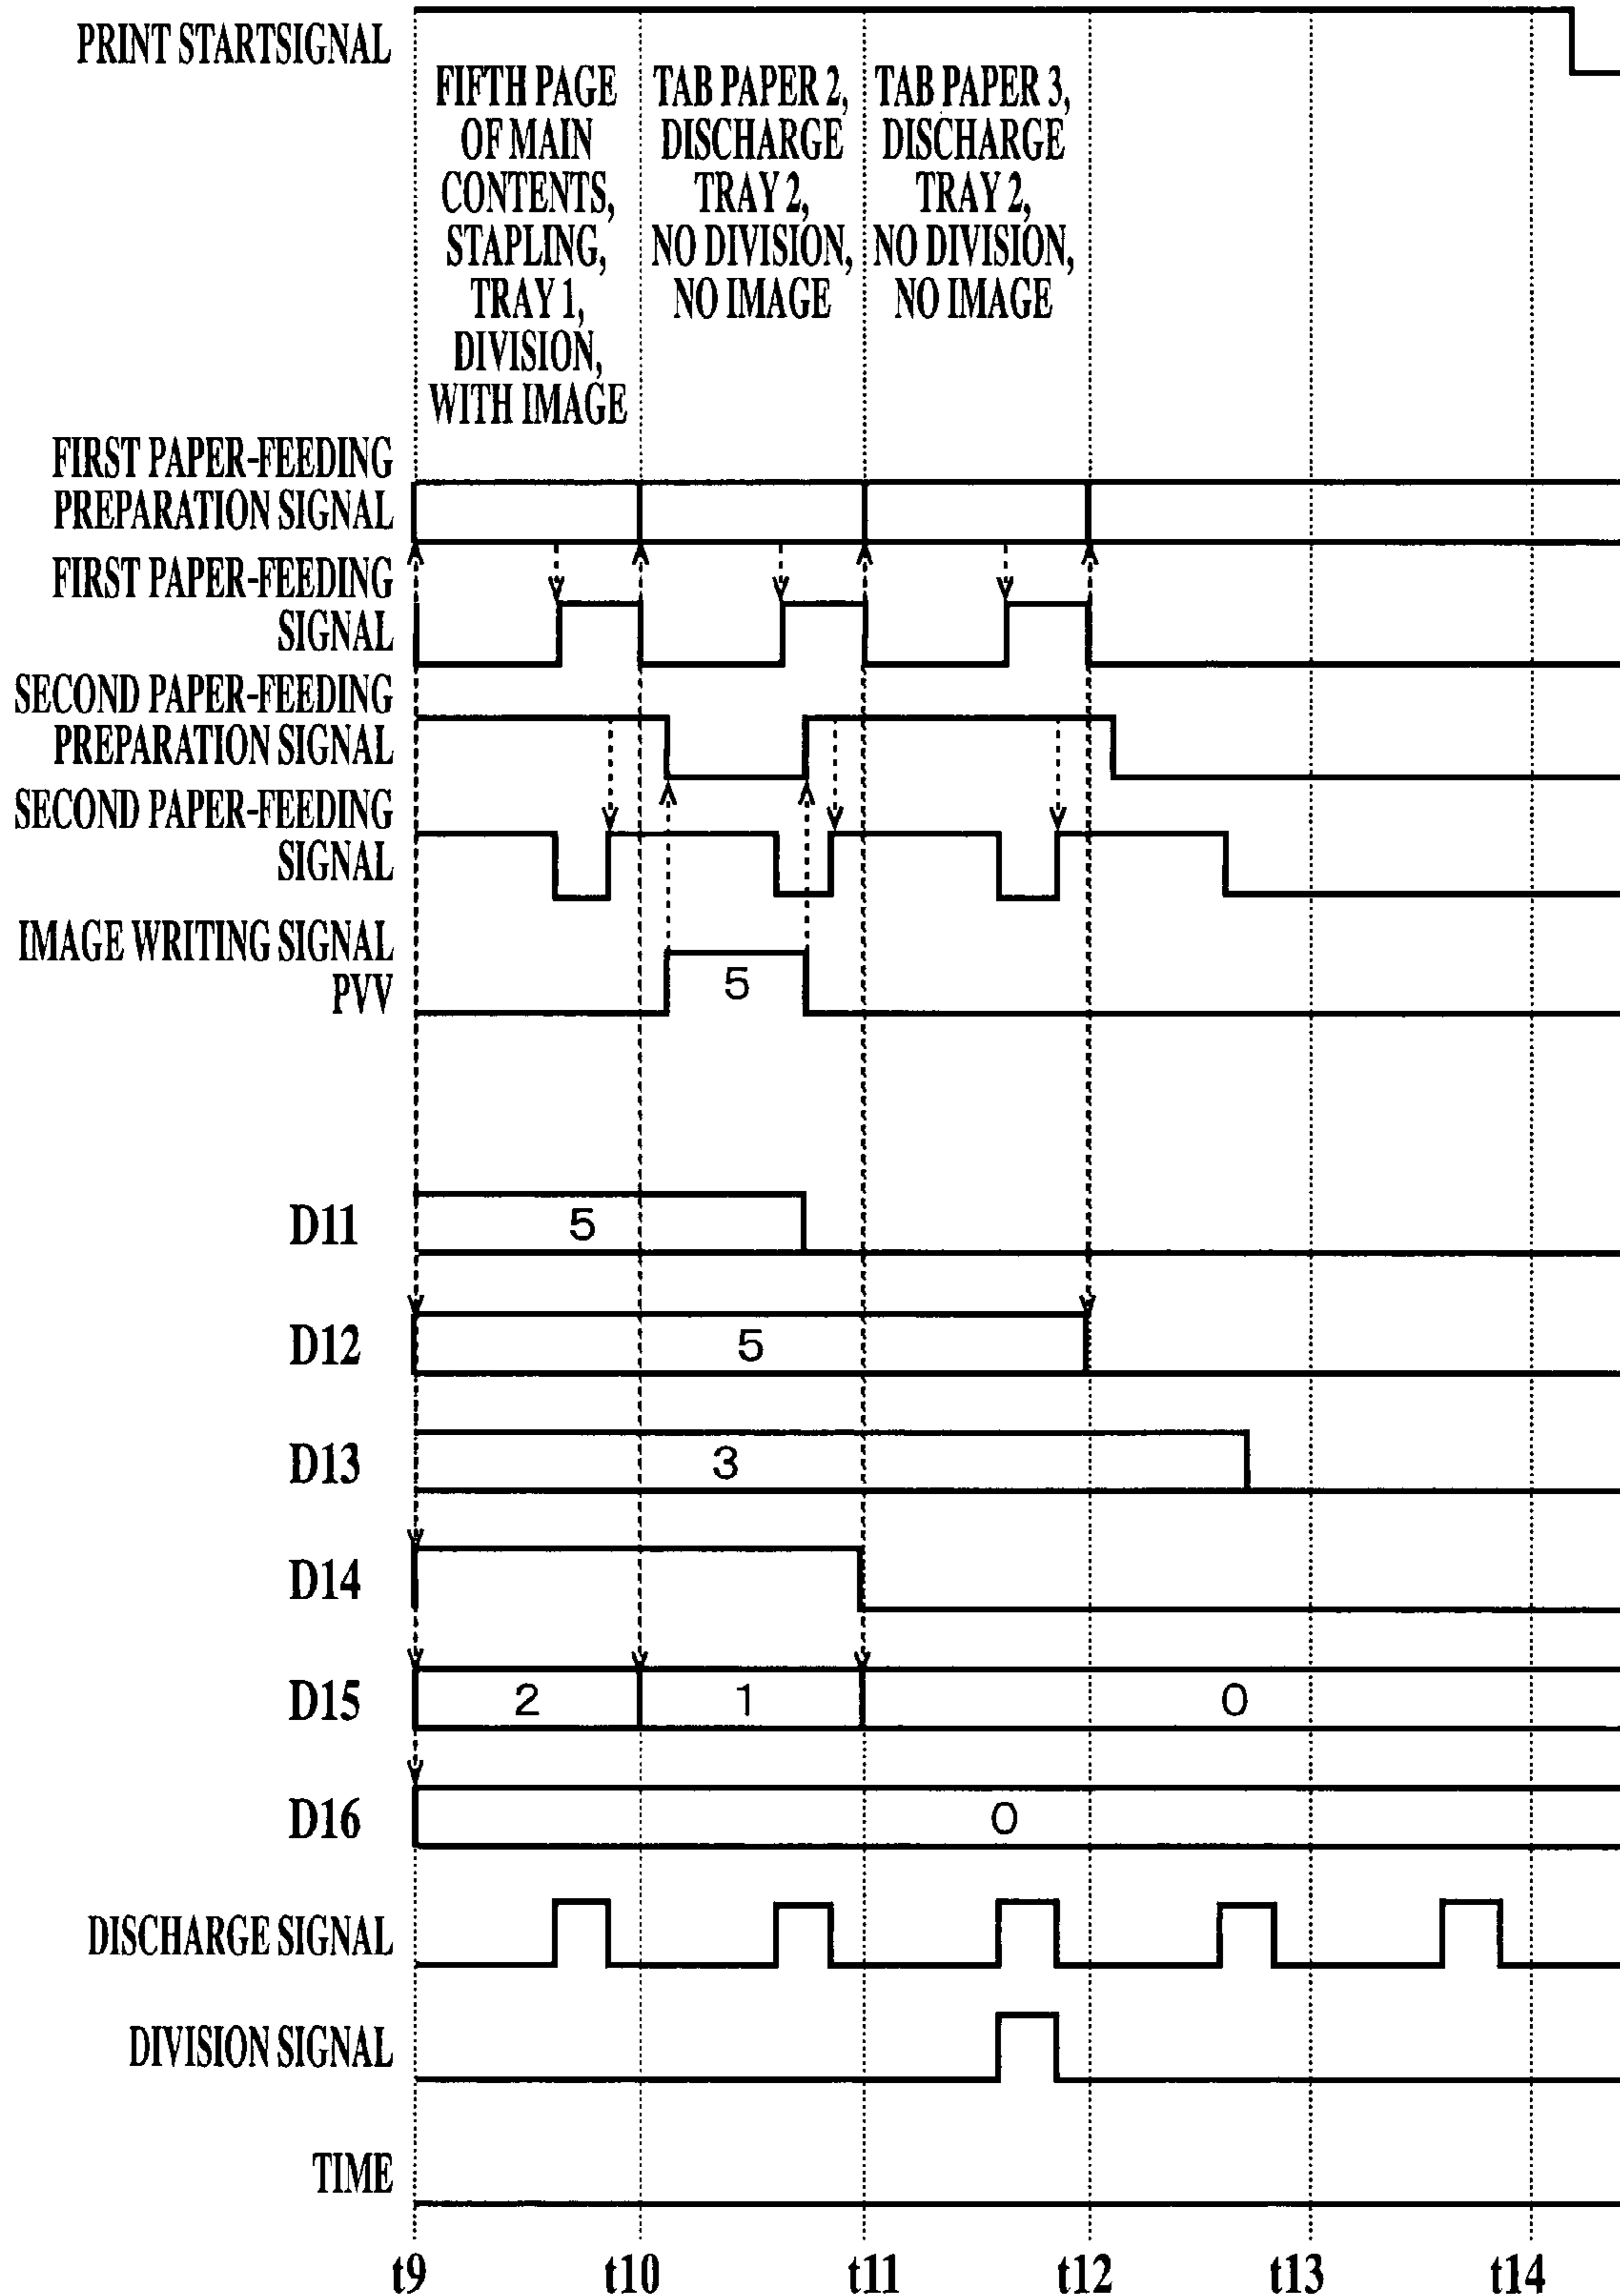 PRINT STARTSIGNAL
FIFTH PAGE
OF MAIN
CONTENTS,
STAPLING,
TRAY 1,
DIVISION,
WITH IMAGE
TAB PAPER 2,
DISCHARGE
TRAY 2,
NO DIVISION,
NO IMAGE
TAB PAPER 3,
DISCHARGE
TRAY 2,
NO DIVISION,
NO IMAGE
FIRST PAPER-FEEDING
PREPARATION SIGNAL
FIRST PAPER-FEEDING
SIGNAL
SECOND PAPER-FEEDING
PREPARATION SIGNAL
SECOND PAPER-FEEDING
SIGNAL
IMAGE WRITING SIGNAL
PVV
5
D11
5
D12
5
D13
3
D14
D15
2
1
0
D16
0
DISCHARGE SIGNAL
DIVISION SIGNAL
TIME
t9
t10
t11
t12
t13
t14